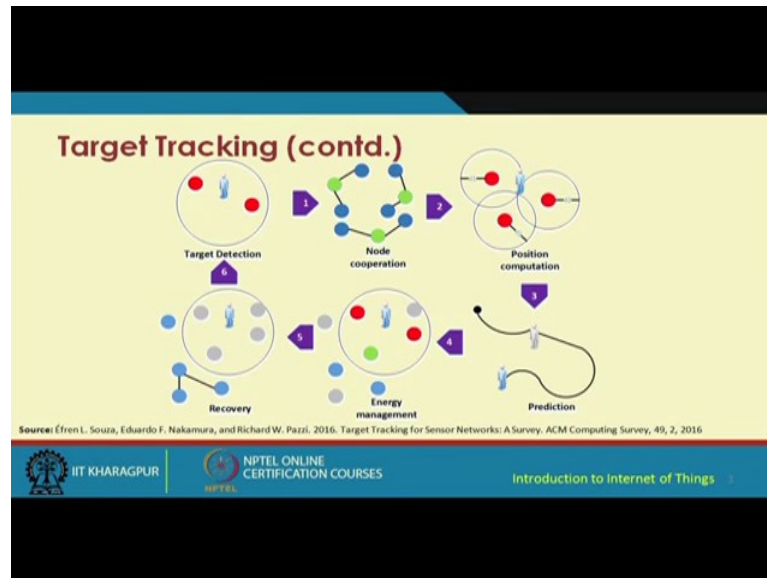 Target Tracking (contd.)
1
2
Target Detection
Node
cooperation
Position
computation
6
3
5
4
Recovery
Energy
management
Prediction
Source: Éfren L. Souza, Eduardo F. Nakamura, and Richard W. Pazzi. 2016. Target Tracking for Sensor Networks: A Survey. ACM Computing Survey, 49, 2, 2016
IIT KHARAGPUR
NPTEL
NPTEL ONLINE
CERTIFICATION COURSES
Introduction to Internet of Things
3